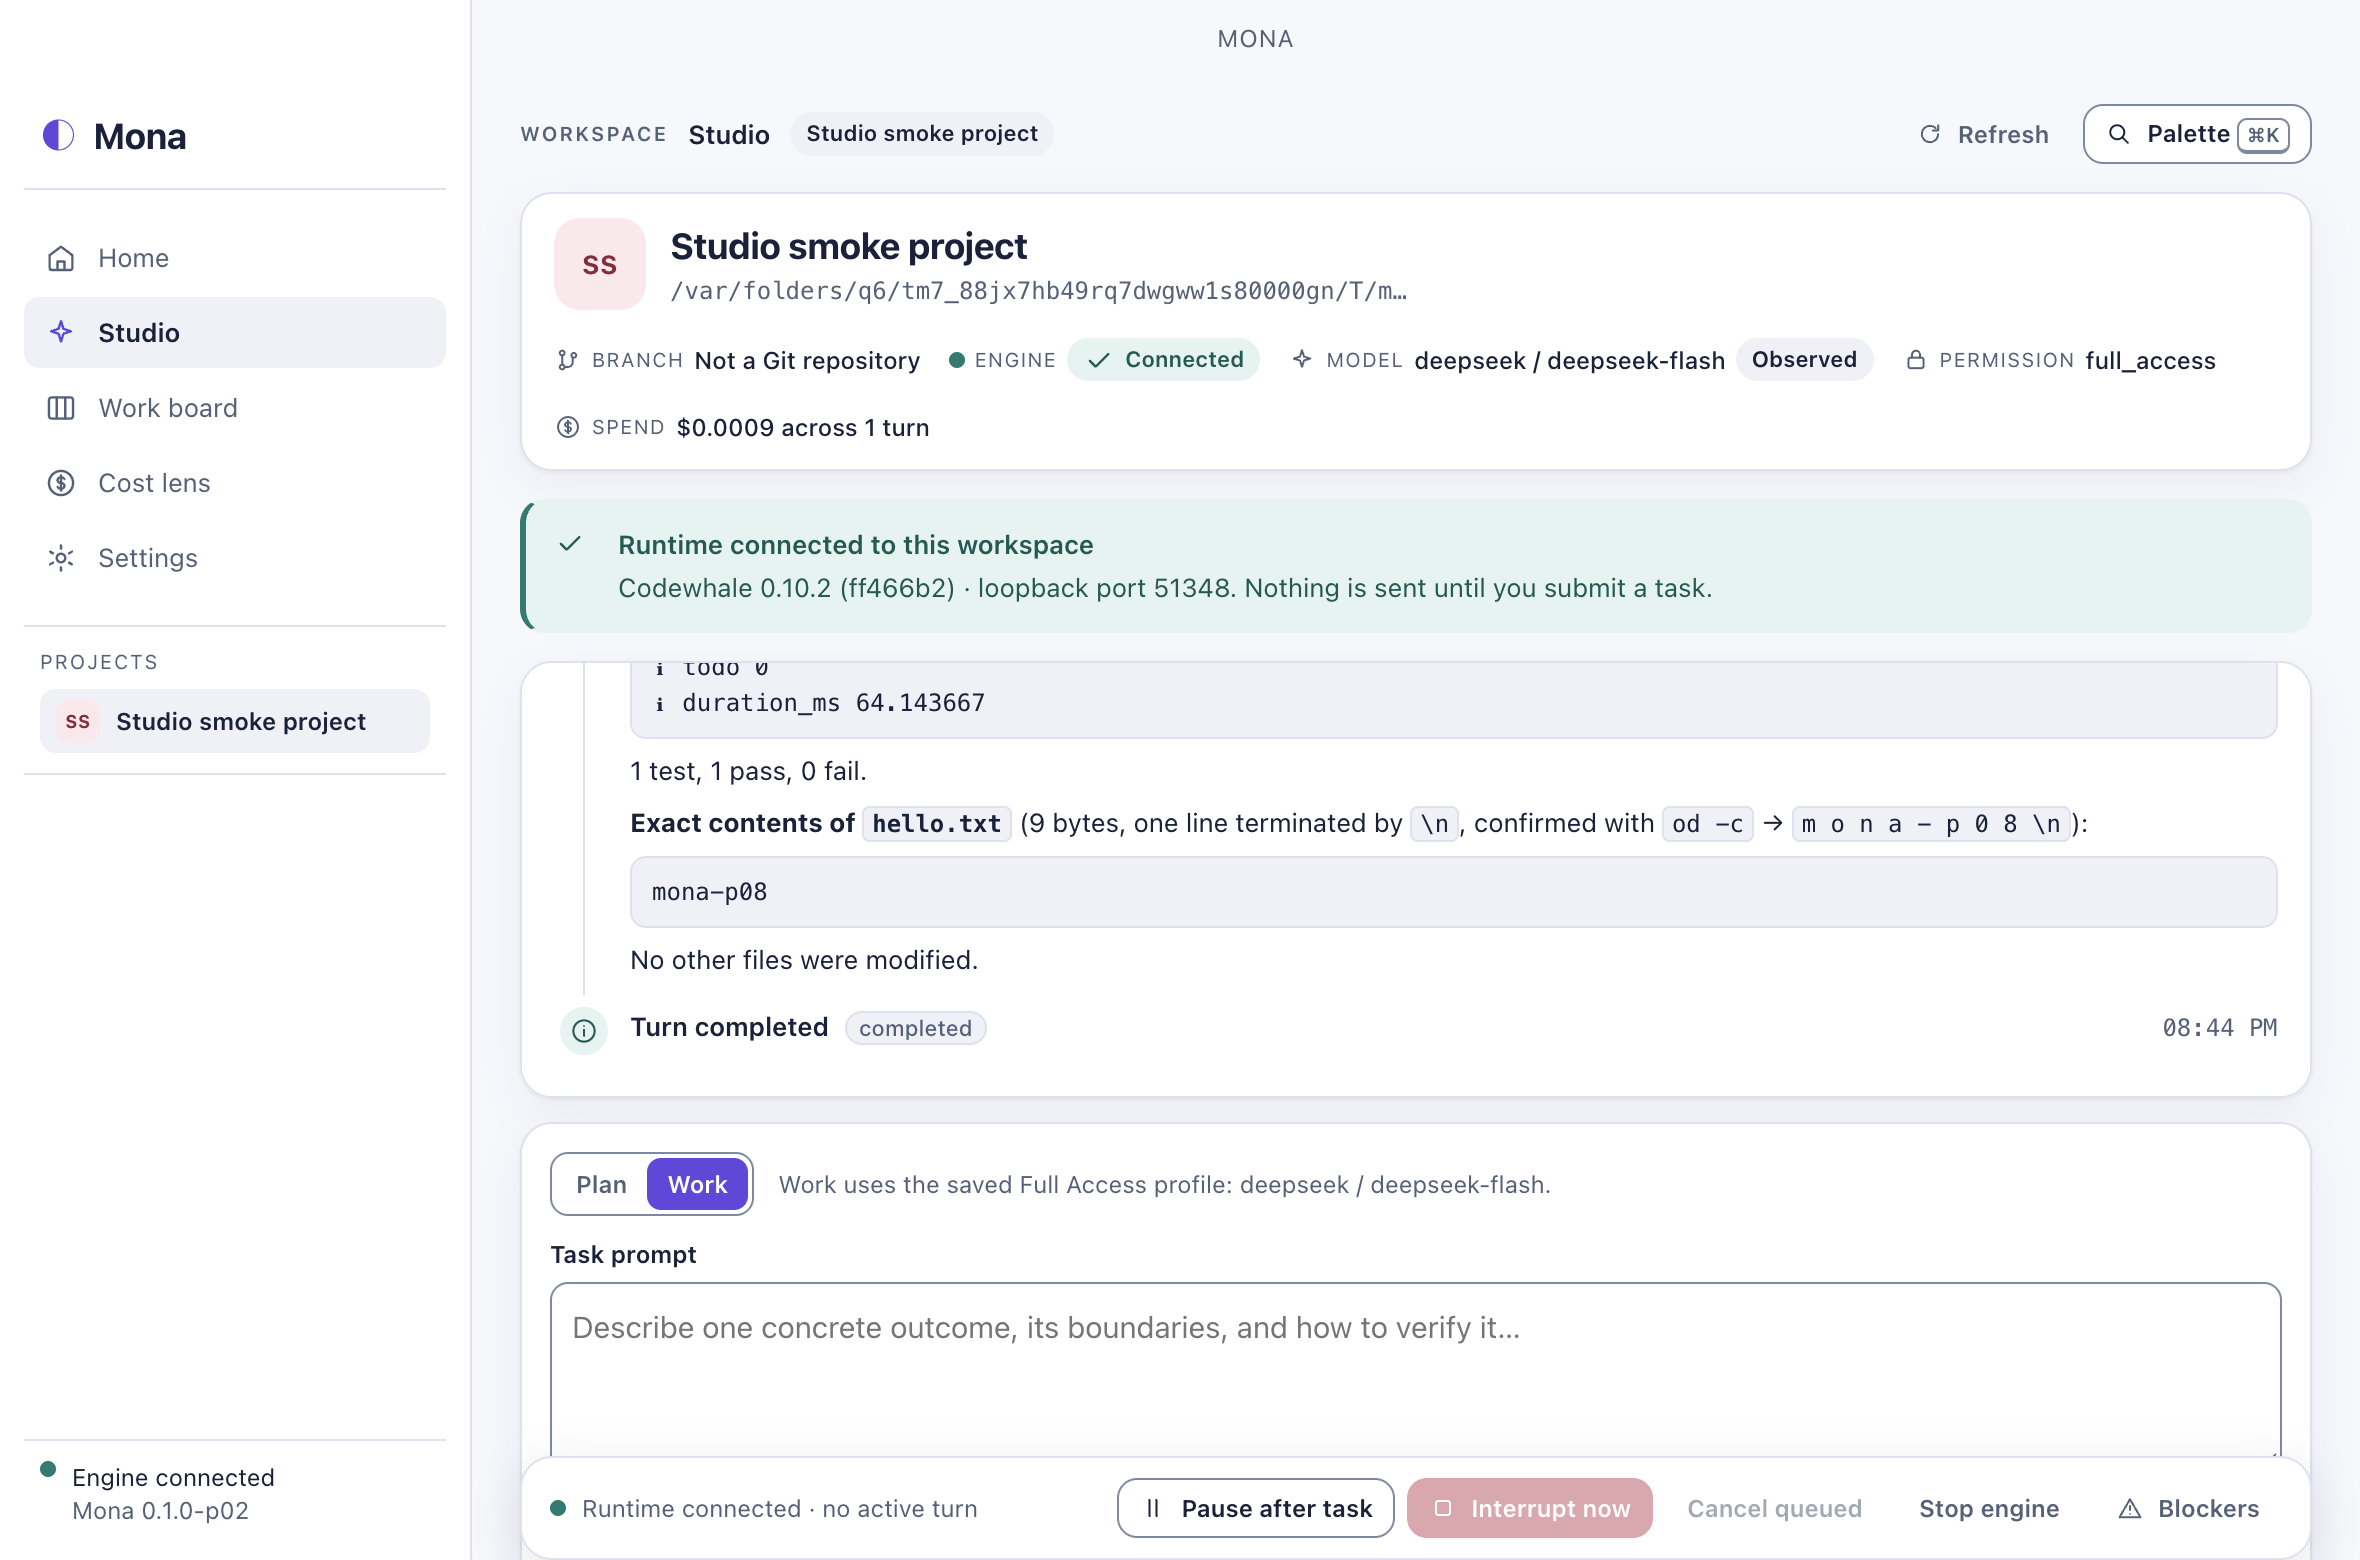 MONA
Mona
Home
Studio
Work board
Cost lens
Settings
PROJECTS
SS Studio smoke project
Engine connected
Mona 0.1.0-p02
WORKSPACE Studio Studio smoke project Refresh Palette ⌘K
SS
Studio smoke project
/var/folders/q6/tm7_88jx7hb49rq7dwgww1s80000gn/T/m…
BRANCH Not a Git repository ENGINE Connected MODEL deepseek / deepseek-flash Observed PERMISSION full_access
SPEND $0.0009 across 1 turn
Runtime connected to this workspace
Codewhale 0.10.2 (ff466b2) · loopback port 51348. Nothing is sent until you submit a task.
ℹ todo 0
ℹ duration_ms 64.143667
1 test, 1 pass, 0 fail.
Exact contents of hello.txt (9 bytes, one line terminated by \n, confirmed with od -c → m o n a - p 0 8 \n):
mona-p08
No other files were modified.
Turn completed completed 08:44 PM
Plan Work Work uses the saved Full Access profile: deepseek / deepseek-flash.
Task prompt
Describe one concrete outcome, its boundaries, and how to verify it...
Runtime connected · no active turn Pause after task Interrupt now Cancel queued Stop engine Blockers